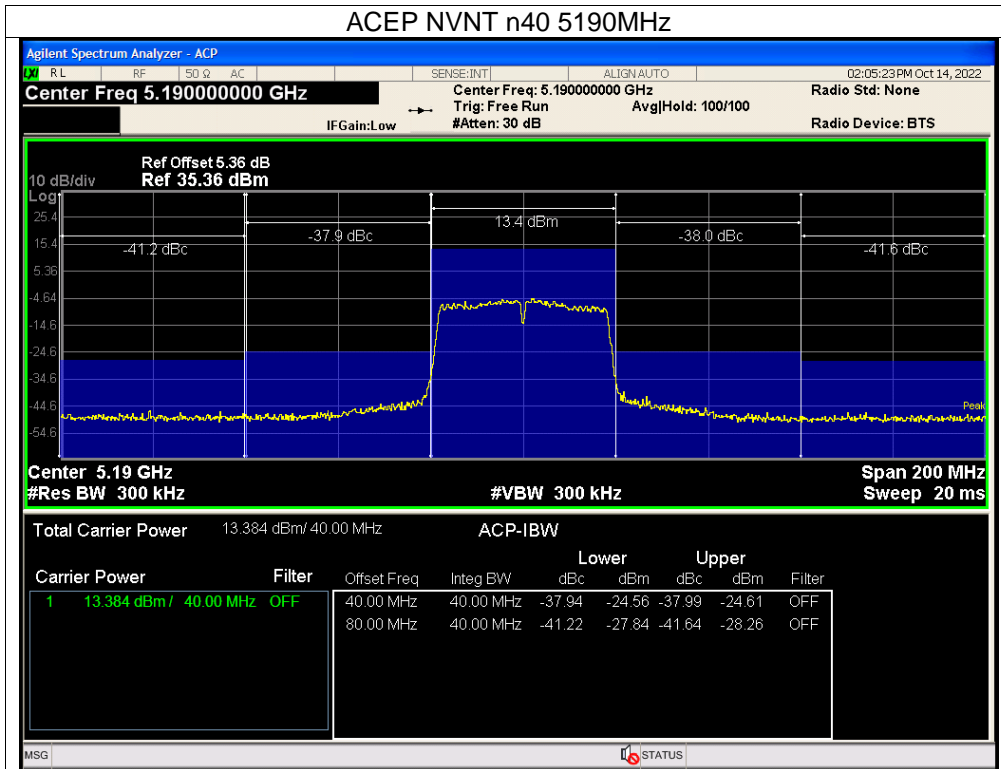 ACEP NVNT n40 5190MHz
Agilent Spectrum Analyzer - ACP
LXI RL RF 50 Ω AC SENSE:INT ALIGN AUTO 02:05:23 PM Oct 14, 2022
Center Freq 5.190000000 GHz Center Freq: 5.190000000 GHz Radio Std: None
Trig: Free Run Avg|Hold: 100/100
IFGain:Low #Atten: 30 dB Radio Device: BTS
Ref Offset 5.36 dB
10 dB/div Ref 35.36 dBm
Log
25.4 13.4 dBm
15.4 -41.2 dBc -37.9 dBc -38.0 dBc -41.6 dBc
5.36
-4.64
-14.6
-24.6
-34.6
-44.6 Peak
-54.6
Center 5.19 GHz Span 200 MHz
#Res BW 300 kHz #VBW 300 kHz Sweep 20 ms
Total Carrier Power 13.384 dBm/ 40.00 MHz ACP-IBW
Lower Upper
Carrier Power Filter Offset Freq Integ BW dBc dBm dBc dBm Filter
1 13.384 dBm / 40.00 MHz OFF 40.00 MHz 40.00 MHz -37.94 -24.56 -37.99 -24.61 OFF
80.00 MHz 40.00 MHz -41.22 -27.84 -41.64 -28.26 OFF
MSG STATUS